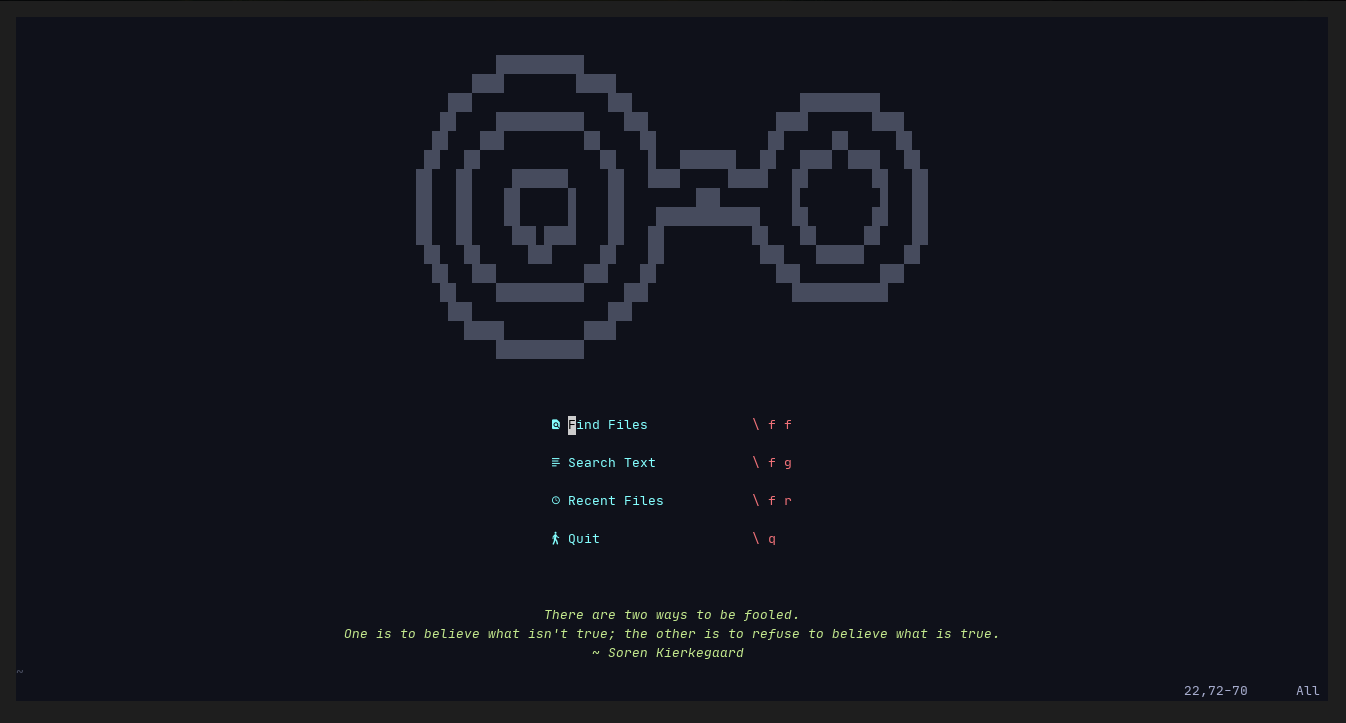 Find Files \ f f
Search Text \ f g
Recent Files \ f r
Quit \ q
There are two ways to be fooled.
One is to believe what isn't true; the other is to refuse to believe what is true.
~ Soren Kierkegaard
~
22,72-70 All